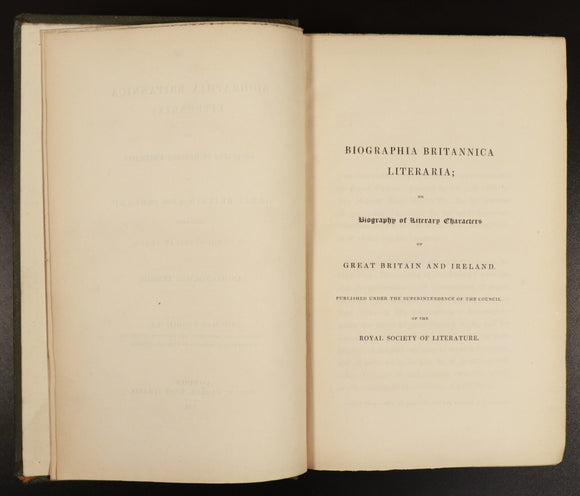 BIOGRAPHIA BRITANNICA
LITERARIA;
OR
Biography of Literary Characters
OF
GREAT BRITAIN AND IRELAND.
PUBLISHED UNDER THE SUPERINTENDENCE OF THE COUNCIL
OF THE
ROYAL SOCIETY OF LITERATURE.